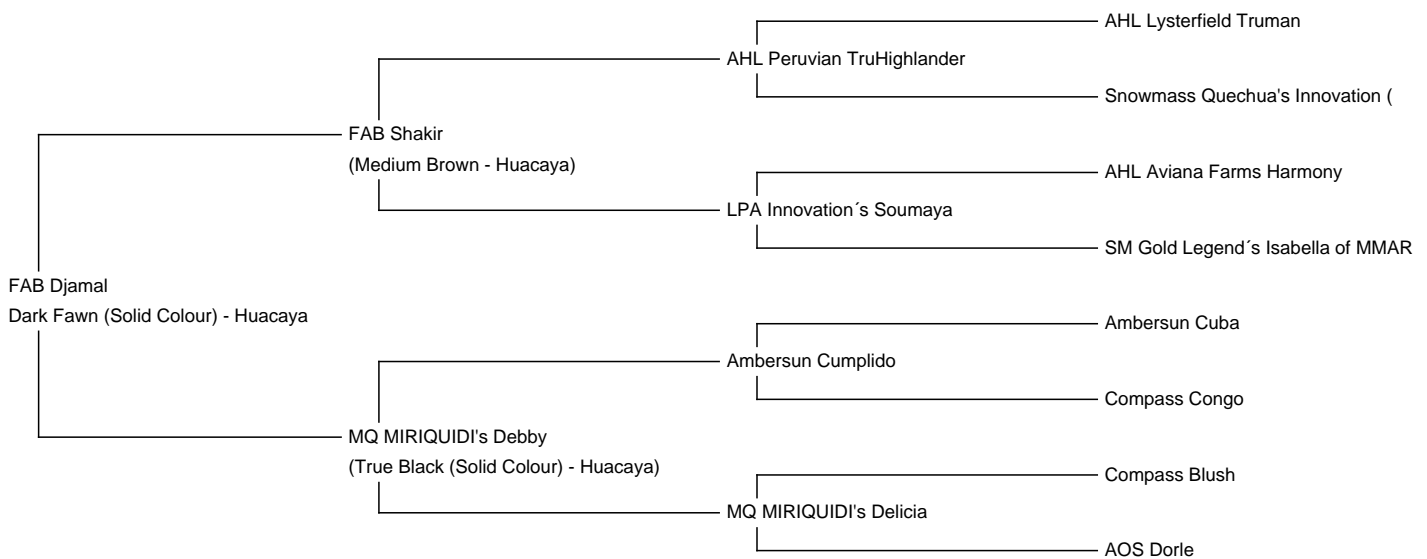 AHL Lysterfield Truman
AHL Peruvian TruHighlander
Snowmass Quechua's Innovation (
FAB Shakir
(Medium Brown - Huacaya)
AHL Aviana Farms Harmony
LPA Innovation´s Soumaya
SM Gold Legend´s Isabella of MMAR
FAB Djamal
Dark Fawn (Solid Colour) - Huacaya
Ambersun Cuba
Ambersun Cumplido
Compass Congo
MQ MIRIQUIDI's Debby
(True Black (Solid Colour) - Huacaya)
Compass Blush
MQ MIRIQUIDI's Delicia
AOS Dorle